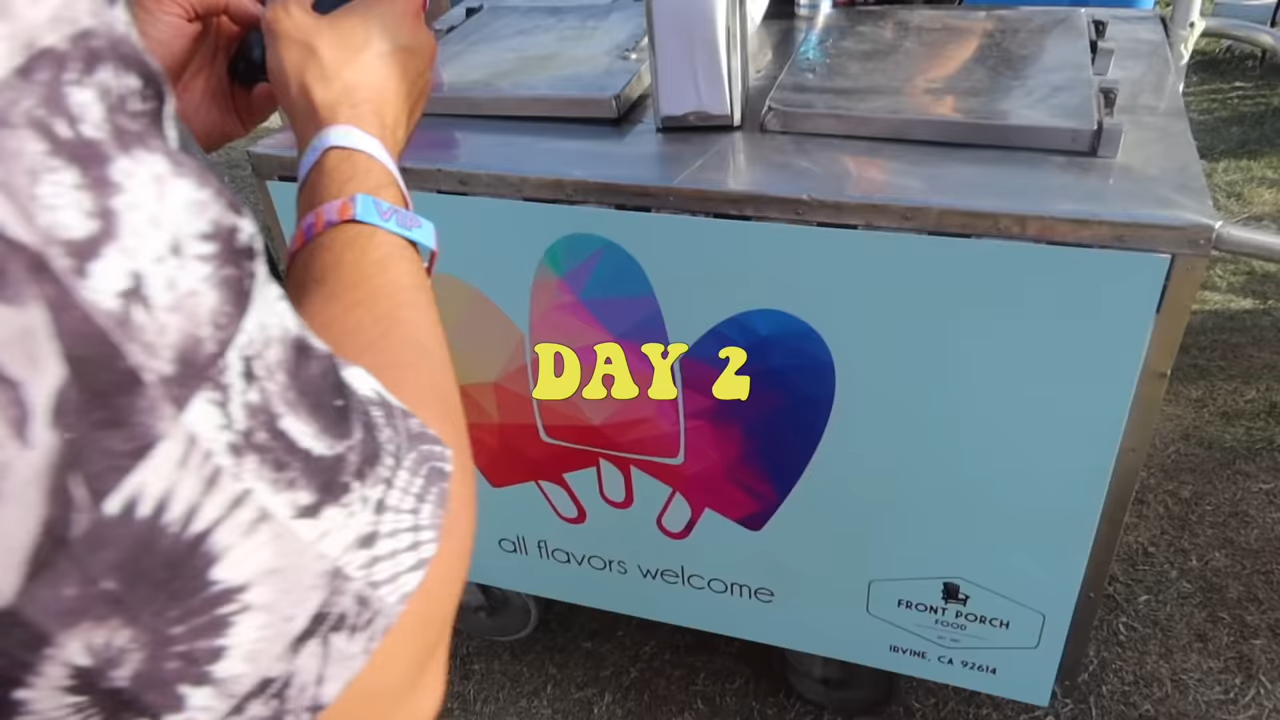 VIP
DAY 2
all flavors welcome
FRONT PORCH
FOOD
IRVINE, CA 92614